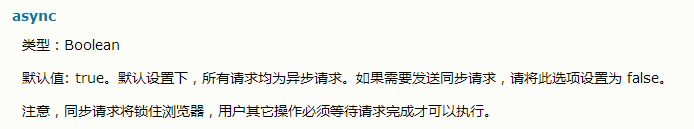 async
类型：Boolean
默认值: true。默认设置下，所有请求均为异步请求。如果需要发送同步请求，请将此选项设置为 false。
注意，同步请求将锁住浏览器，用户其它操作必须等待请求完成才可以执行。